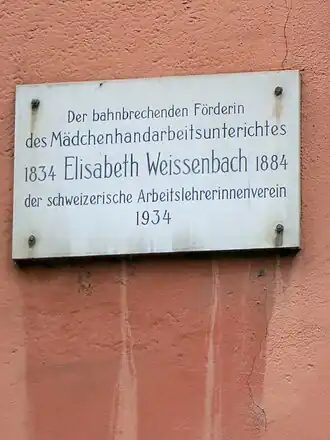 Der bahnbrechenden Förderin
des Mädchenhandarbeitsunterichtes
1834 Elisabeth Weissenbach 1884
der schweizerische Arbeitslehrerinnenverein
1934